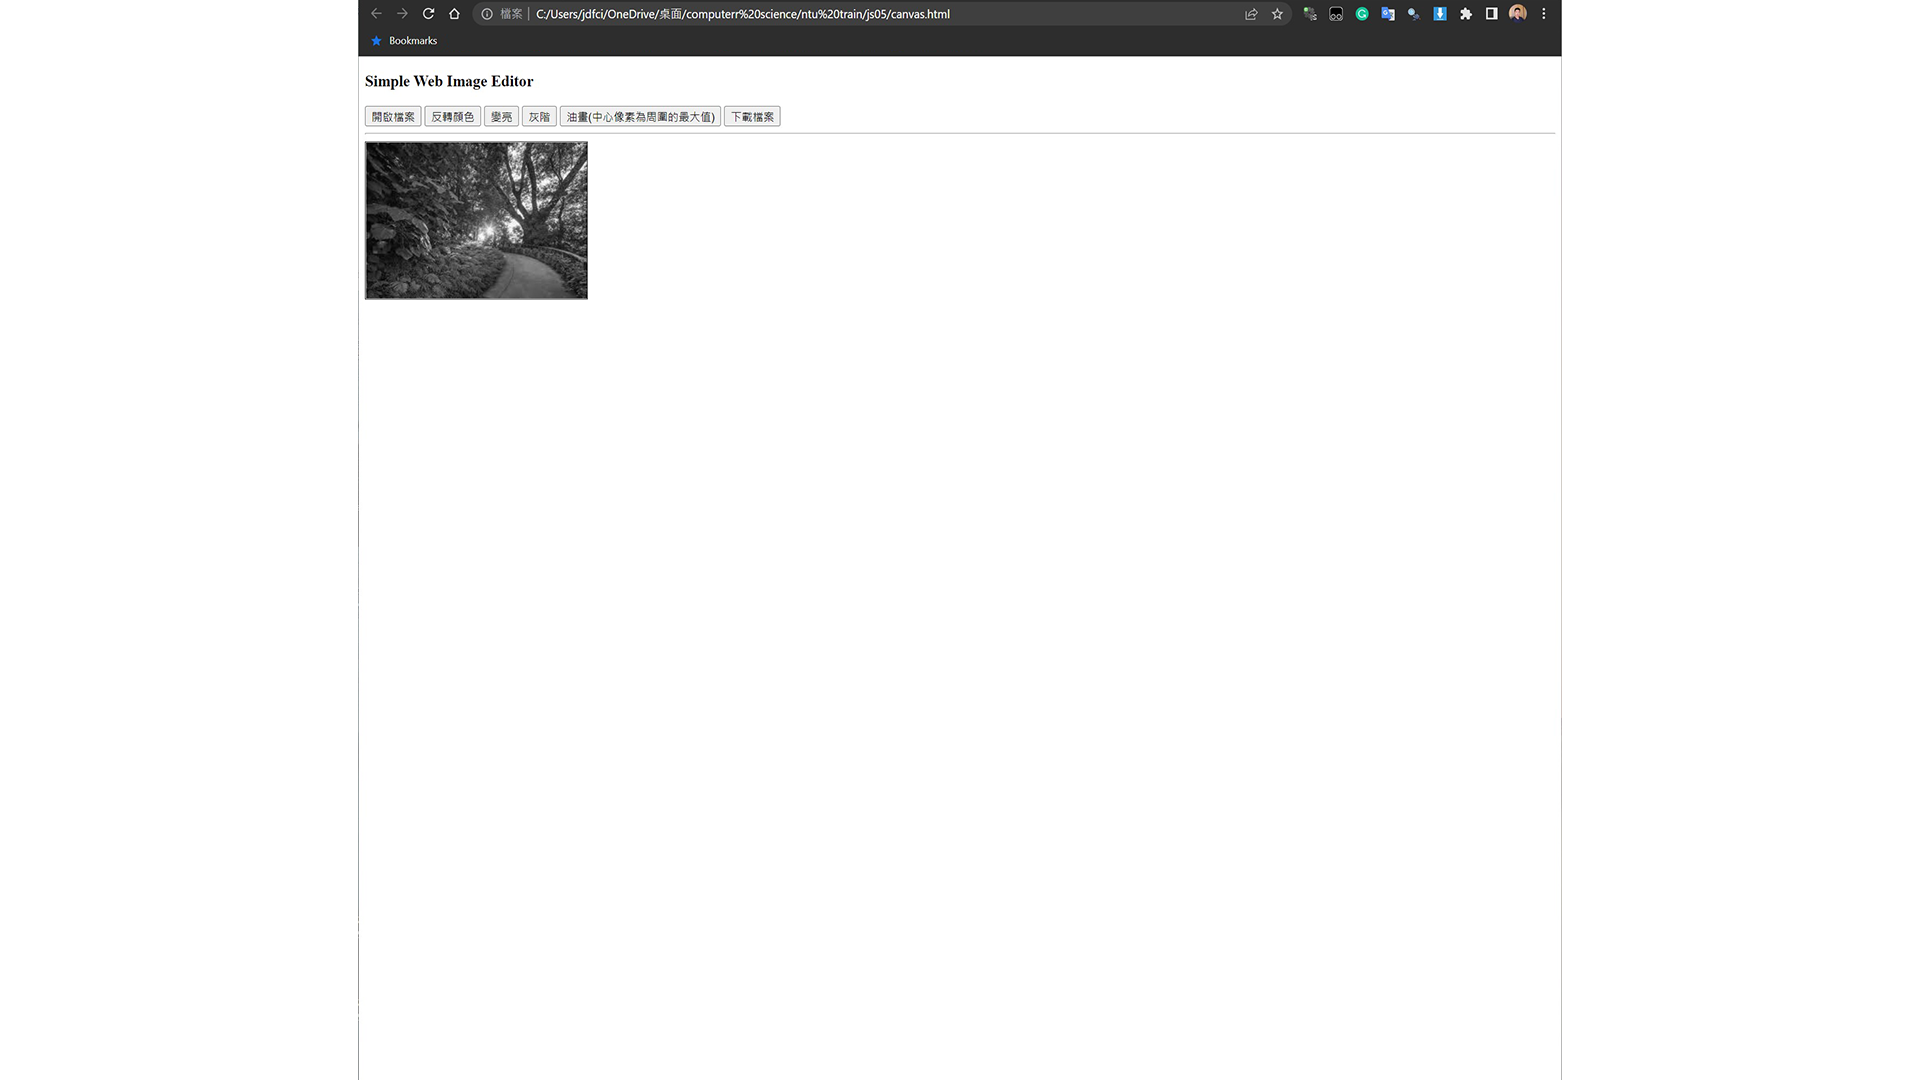 檔案 C:/Users/jdfci/OneDrive/桌面/computerr%20science/ntu%20train/js05/canvas.html
Bookmarks
Simple Web Image Editor
開啟檔案 反轉顏色 變亮 灰階 油畫(中心像素為周圍的最大值) 下載檔案